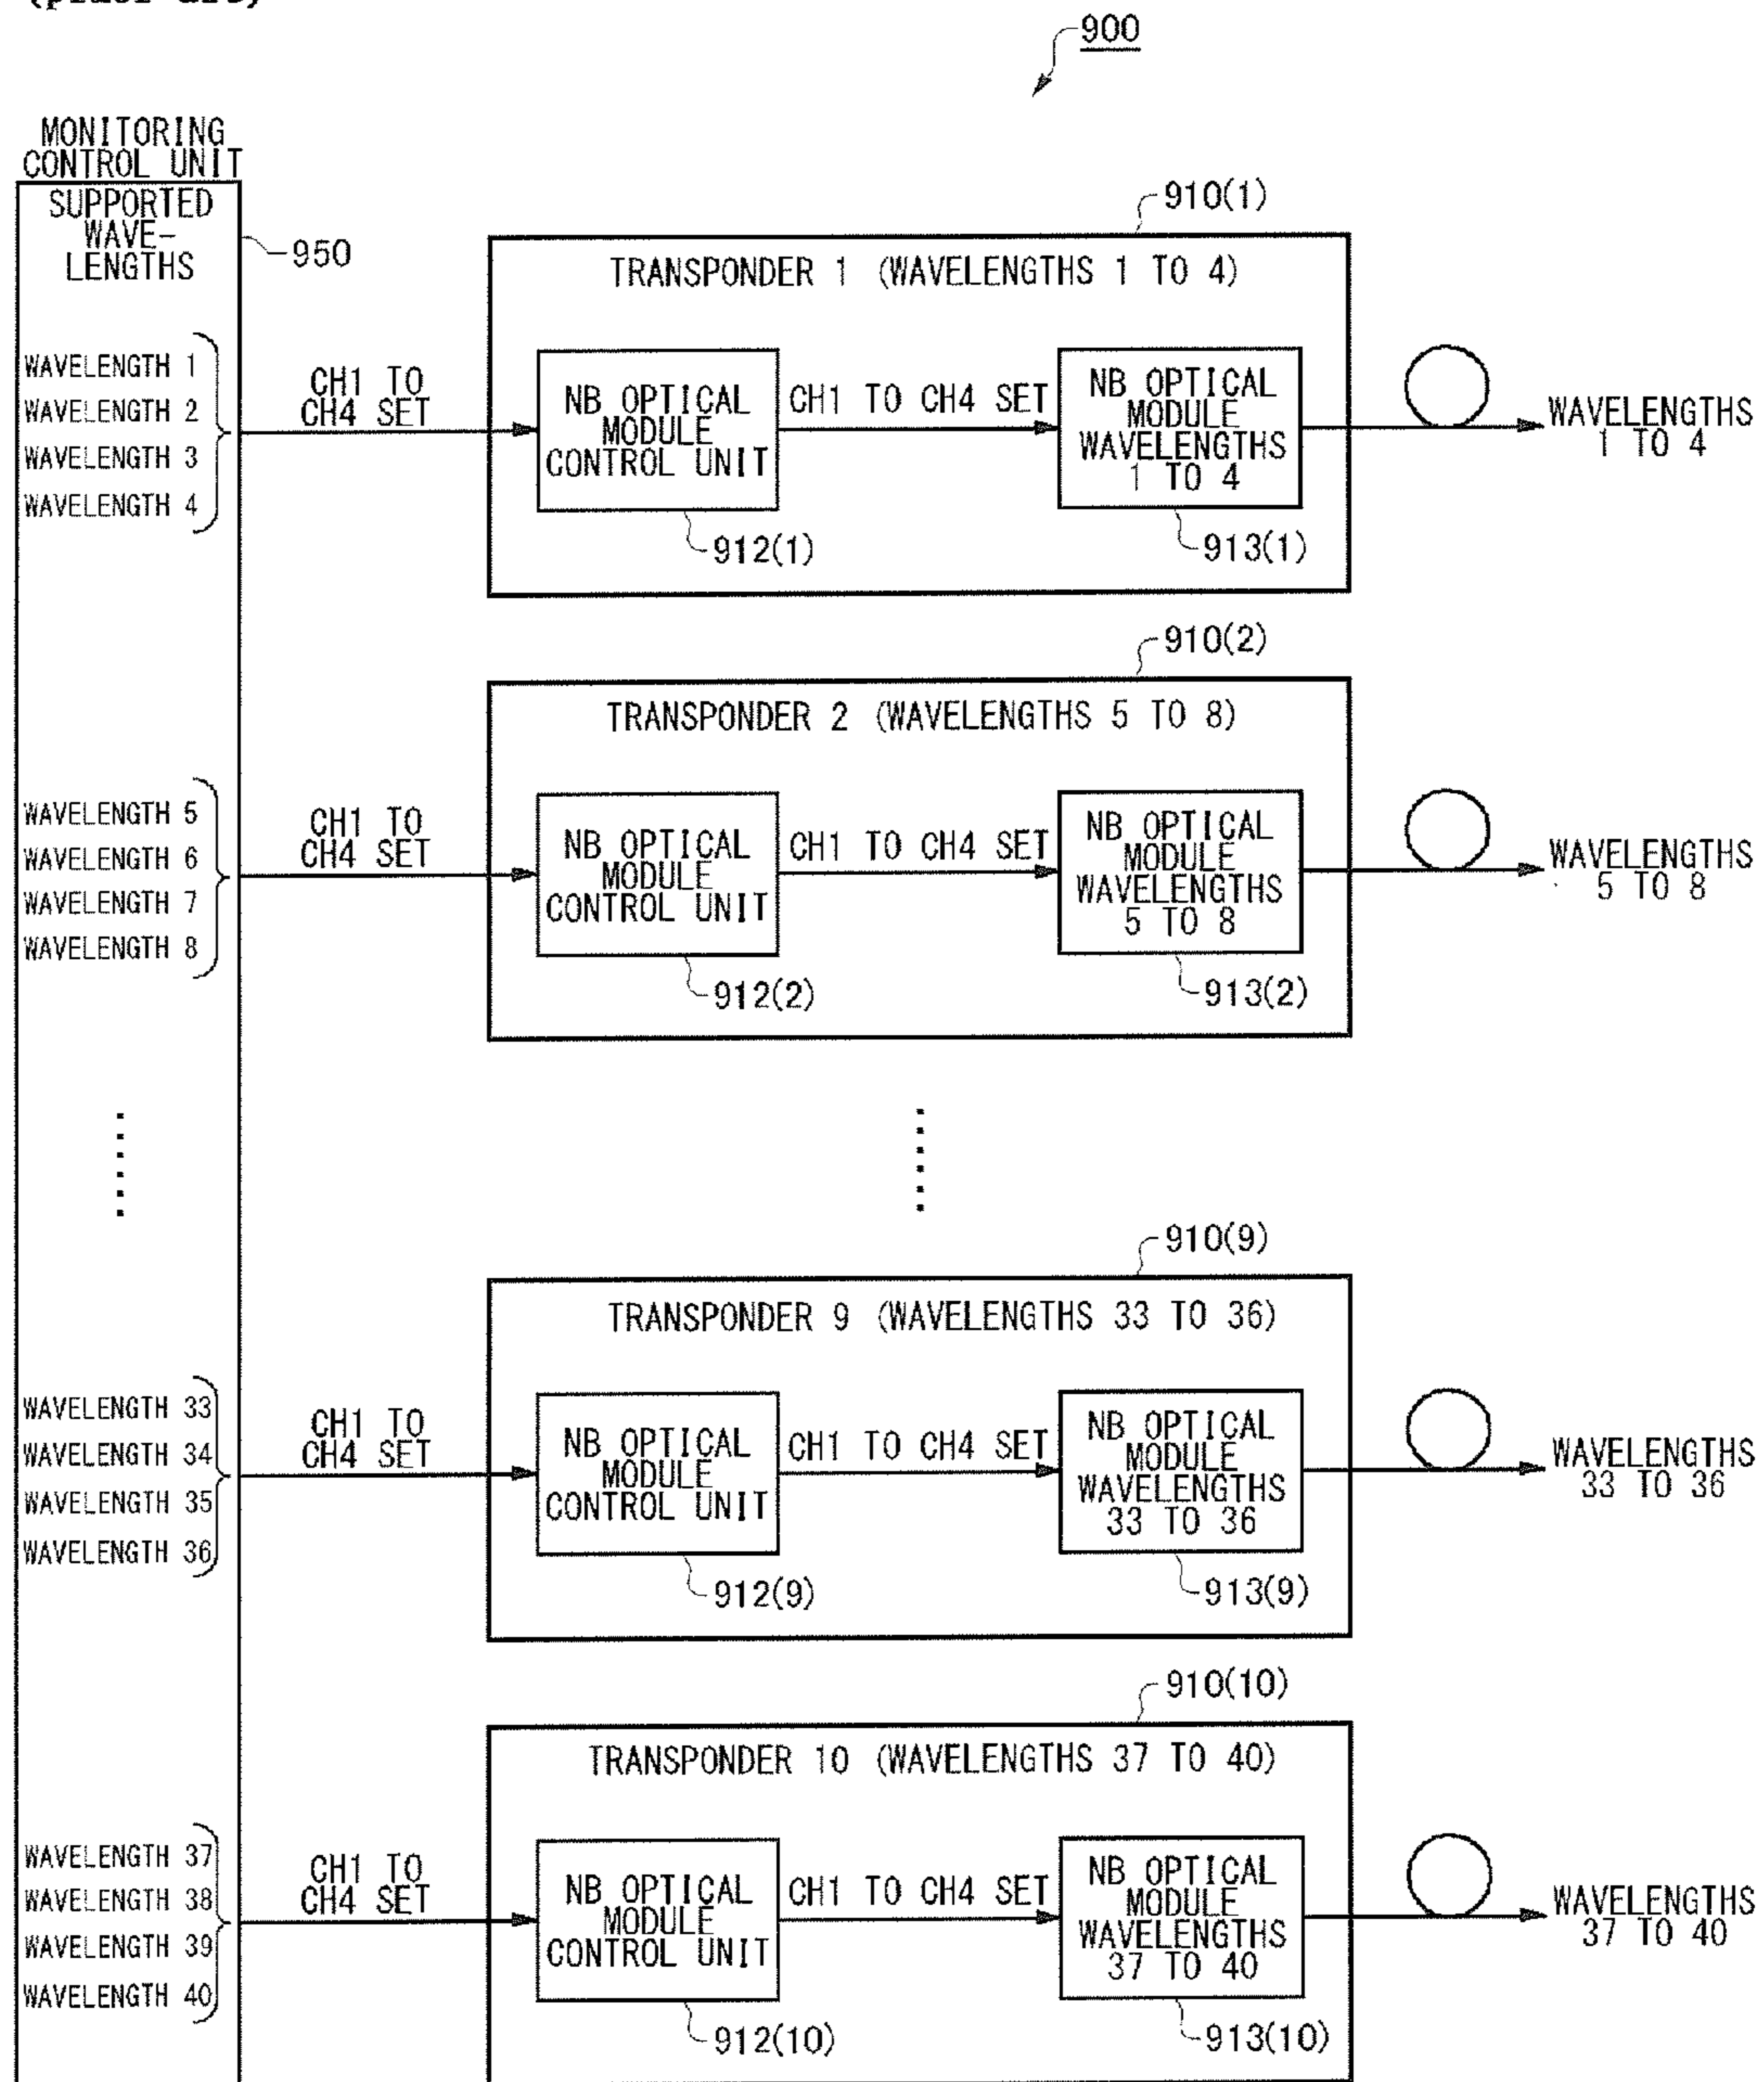 900
MONITORING
CONTROL UNIT
SUPPORTED
WAVE-
LENGTHS
950
910(1)
TRANSPONDER 1 (WAVELENGTHS 1 TO 4)
WAVELENGTH 1
WAVELENGTH 2
WAVELENGTH 3
WAVELENGTH 4
CH1 TO
CH4 SET
NB OPTICAL
MODULE
CONTROL UNIT
912(1)
CH1 TO CH4 SET
NB OPTICAL
MODULE
WAVELENGTHS
1 TO 4
913(1)
WAVELENGTHS
1 TO 4
910(2)
TRANSPONDER 2 (WAVELENGTHS 5 TO 8)
WAVELENGTH 5
WAVELENGTH 6
WAVELENGTH 7
WAVELENGTH 8
CH1 TO
CH4 SET
NB OPTICAL
MODULE
CONTROL UNIT
912(2)
CH1 TO CH4 SET
NB OPTICAL
MODULE
WAVELENGTHS
5 TO 8
913(2)
WAVELENGTHS
5 TO 8
910(9)
TRANSPONDER 9 (WAVELENGTHS 33 TO 36)
WAVELENGTH 33
WAVELENGTH 34
WAVELENGTH 35
WAVELENGTH 36
CH1 TO
CH4 SET
NB OPTICAL
MODULE
CONTROL UNIT
912(9)
CH1 TO CH4 SET
NB OPTICAL
MODULE
WAVELENGTHS
33 TO 36
913(9)
WAVELENGTHS
33 TO 36
910(10)
TRANSPONDER 10 (WAVELENGTHS 37 TO 40)
WAVELENGTH 37
WAVELENGTH 38
WAVELENGTH 39
WAVELENGTH 40
CH1 TO
CH4 SET
NB OPTICAL
MODULE
CONTROL UNIT
912(10)
CH1 TO CH4 SET
NB OPTICAL
MODULE
WAVELENGTHS
37 TO 40
913(10)
WAVELENGTHS
37 TO 40